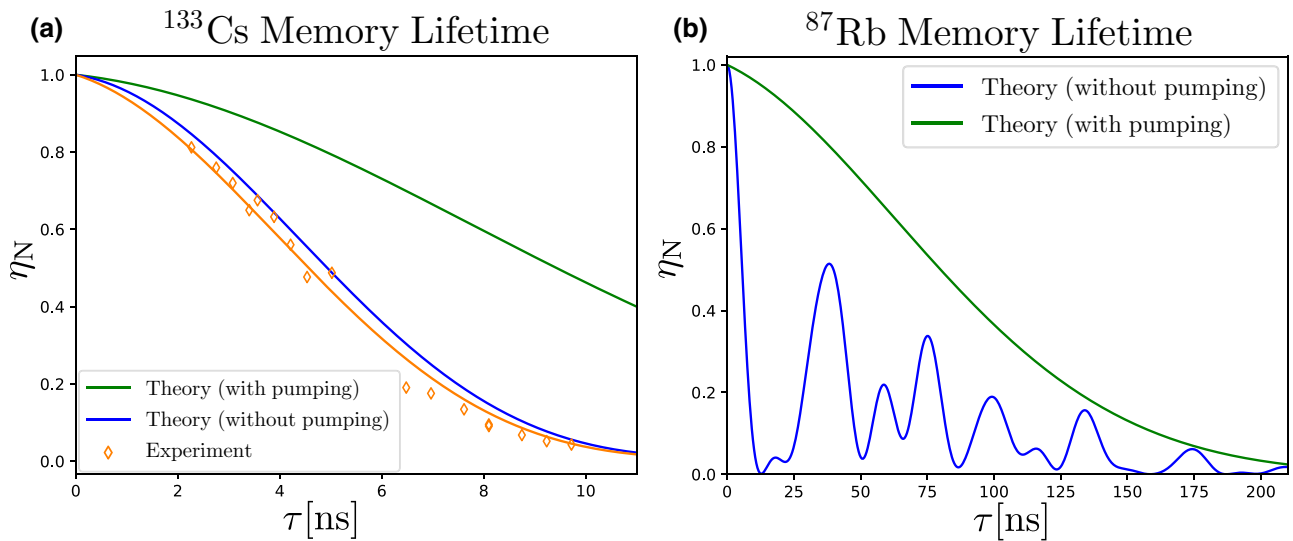 (a) ¹³³Cs Memory Lifetime
η_N
1.0
0.8
0.6
0.4
0.2
0.0
Theory (with pumping)
Theory (without pumping)
Experiment
0 2 4 6 8 10
τ[ns]
(b) ⁸⁷Rb Memory Lifetime
η_N
1.0
0.8
0.6
0.4
0.2
0.0
Theory (without pumping)
Theory (with pumping)
0 25 50 75 100 125 150 175 200
τ[ns]